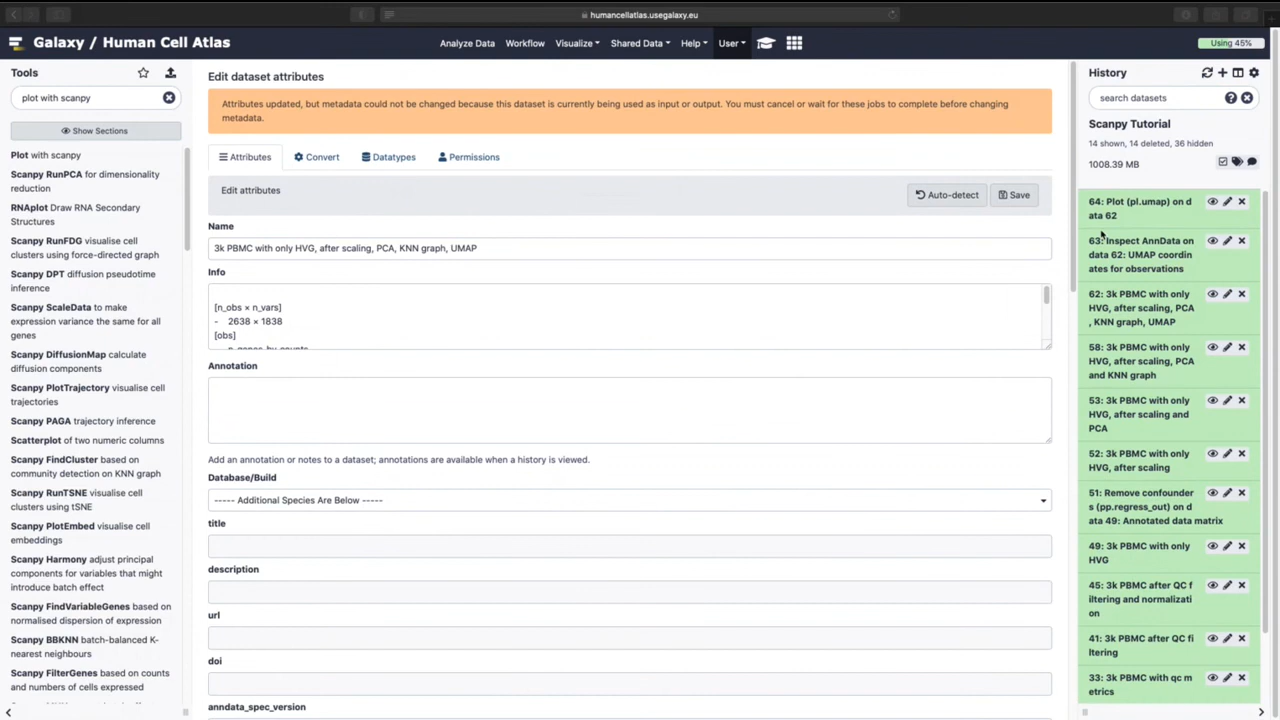 humancellatlas.usegalaxy.eu
Galaxy / Human Cell Atlas
Analyze Data
Workflow
Visualize
Shared Data
Help
User
Using 45%
Tools
plot with scanpy
Show Sections
Plot with scanpy
Scanpy RunPCA for dimensionality
reduction
RNAplot Draw RNA Secondary
Structures
Scanpy RunFDG visualise cell
clusters using force-directed graph
Scanpy DPT diffusion pseudotime
inference
Scanpy ScaleData to make
expression variance the same for all
genes
Scanpy DiffusionMap calculate
diffusion components
Scanpy PlotTrajectory visualise cell
trajectories
Scanpy PAGA trajectory inference
Scatterplot of two numeric columns
Scanpy FindCluster based on
community detection on KNN graph
Scanpy RunTSNE visualise cell
clusters using tSNE
Scanpy PlotEmbed visualise cell
embeddings
Scanpy Harmony adjust principal
components for variables that might
introduce batch effect
Scanpy FindVariableGenes based on
normalised dispersion of expression
Scanpy BBKNN batch-balanced K-
nearest neighbours
Scanpy FilterGenes based on counts
and numbers of cells expressed
Edit dataset attributes
Attributes updated, but metadata could not be changed because this dataset is currently being used as input or output. You must cancel or wait for these jobs to complete before changing
metadata.
Attributes
Convert
Datatypes
Permissions
Edit attributes
Auto-detect
Save
Name
3k PBMC with only HVG, after scaling, PCA, KNN graph, UMAP
Info
[n_obs × n_vars]
- 2638 × 1838
[obs]
n_genes_by_counts
Annotation
Add an annotation or notes to a dataset; annotations are available when a history is viewed.
Database/Build
----- Additional Species Are Below -----
title
description
url
doi
anndata_spec_version
History
search datasets
Scanpy Tutorial
14 shown, 14 deleted, 36 hidden
1008.39 MB
64: Plot (pl.umap) on d
ata 62
63: Inspect AnnData on
data 62: UMAP coordin
ates for observations
62: 3k PBMC with only
HVG, after scaling, PCA
, KNN graph, UMAP
58: 3k PBMC with only
HVG, after scaling, PCA
and KNN graph
53: 3k PBMC with only
HVG, after scaling and
PCA
52: 3k PBMC with only
HVG, after scaling
51: Remove confounder
s (pp.regress_out) on d
ata 49: Annotated data matrix
49: 3k PBMC with only
HVG
45: 3k PBMC after QC f
iltering and normalizati
on
41: 3k PBMC after QC fi
ltering
33: 3k PBMC with qc m
etrics